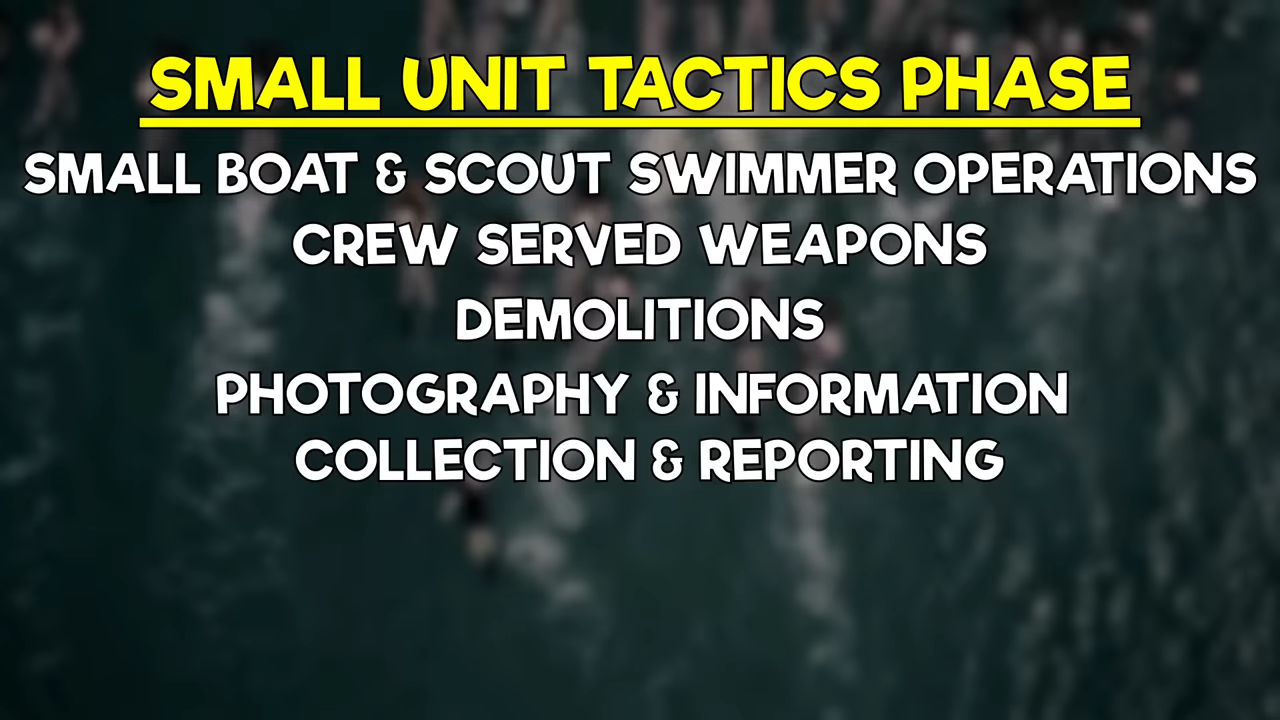 SMALL UNIT TACTICS PHASE
SMALL BOAT & SCOUT SWIMMER OPERATIONS
CREW SERVED WEAPONS
DEMOLITIONS
PHOTOGRAPHY & INFORMATION
COLLECTION & REPORTING